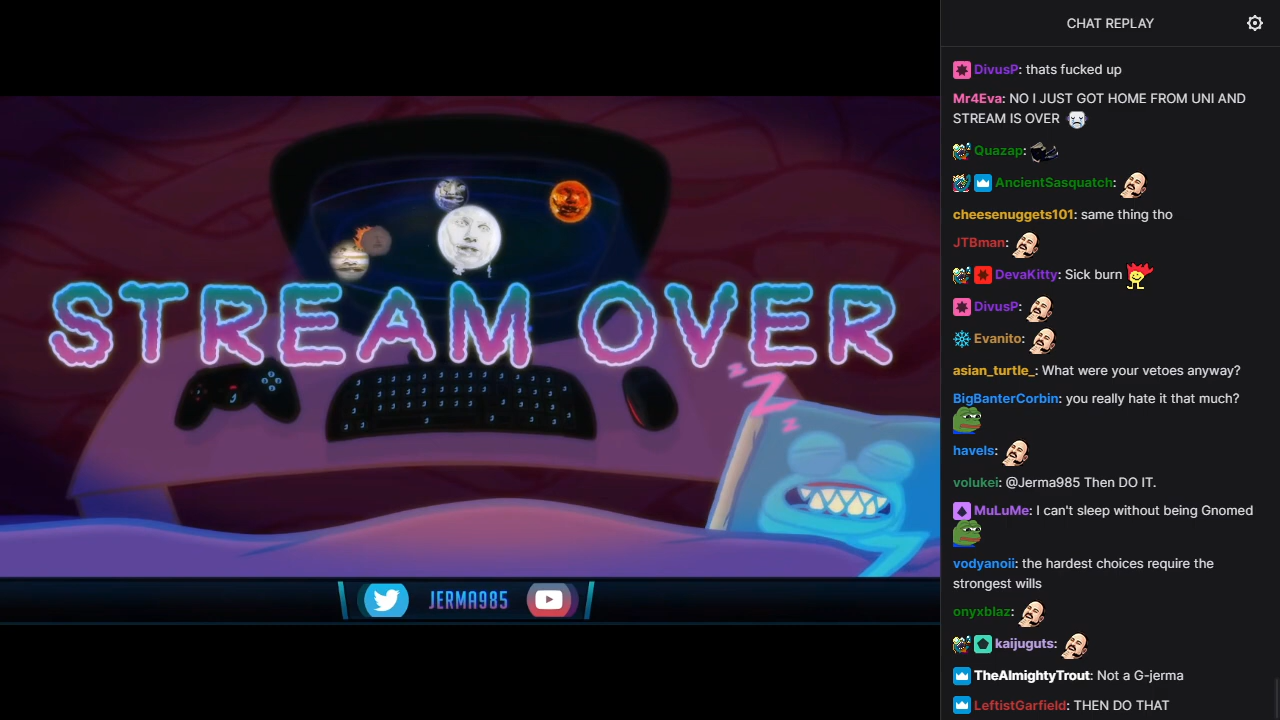 CHAT REPLAY
DivusP: thats fucked up
Mr4Eva: NO I JUST GOT HOME FROM UNI AND
STREAM IS OVER
Quazap:
AncientSasquatch:
cheesenuggets101: same thing tho
JTBman:
DevaKitty: Sick burn
DivusP:
Evanito:
asian_turtle_: What were your vetoes anyway?
BigBanterCorbin: you really hate it that much?
havels:
volukei: @Jerma985 Then DO IT.
MuLuMe: I can't sleep without being Gnomed
vodyanoii: the hardest choices require the
strongest wills
onyxblaz:
kaijuguts:
TheAlmightyTrout: Not a G-jerma
LeftistGarfield: THEN DO THAT
STREAM OVER
z
Z
z
JERMA985